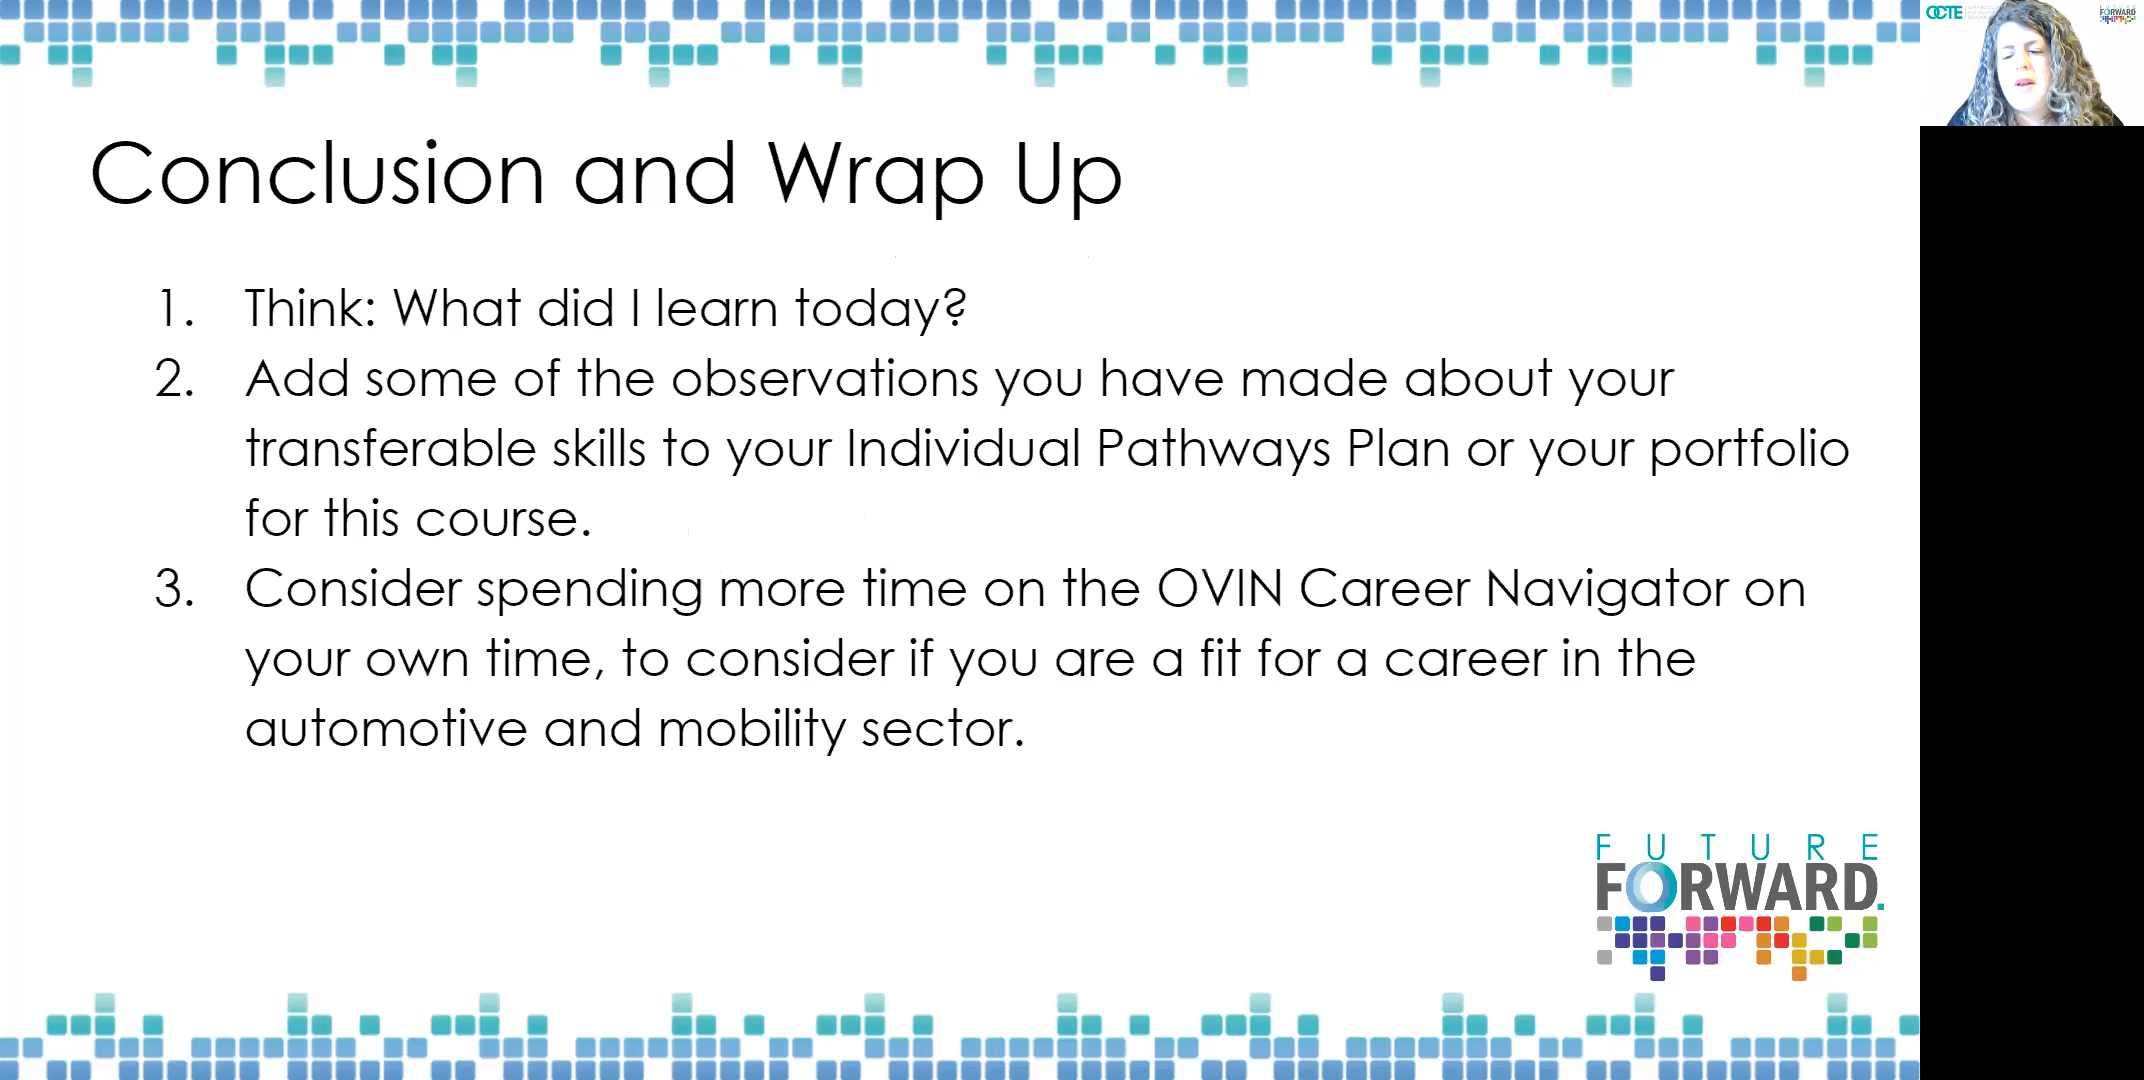 Conclusion and Wrap Up
1. Think: What did I learn today?
2. Add some of the observations you have made about your
transferable skills to your Individual Pathways Plan or your portfolio
for this course.
3. Consider spending more time on the OVIN Career Navigator on
your own time, to consider if you are a fit for a career in the
automotive and mobility sector.
FUTURE
FORWARD.
OCTE
FORWARD